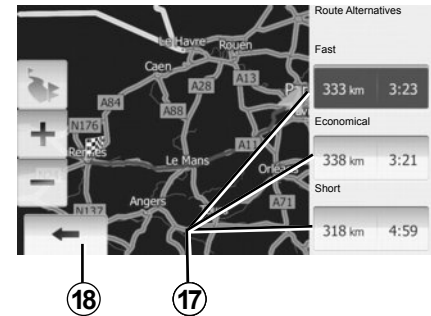 Route Alternatives
Le Havre
Rouen
Fast
Caen
A13
A28
333 km 3:23
A84
A88
Economical
N176
A11
338 km 3:21
Le Mans
Orléans
Short
Angers
A71
N137
318 km 4:59
18
17